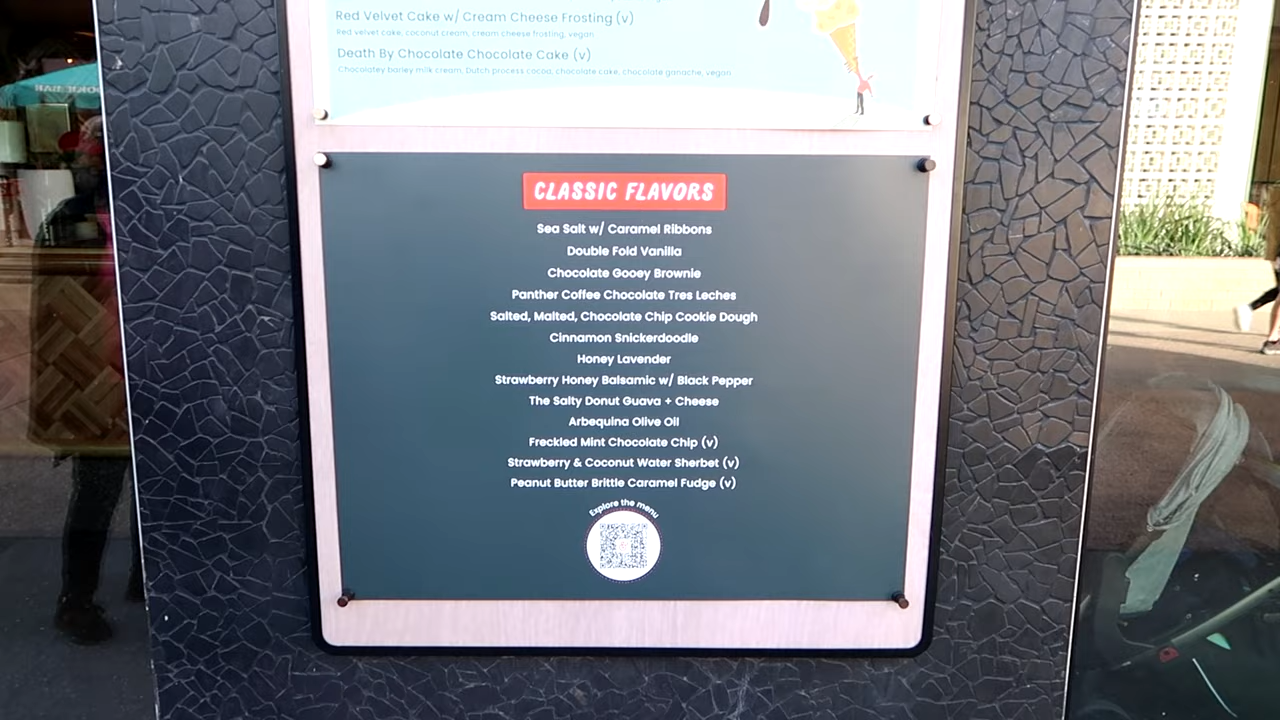 Red Velvet Cake w/ Cream Cheese Frosting (v)
Red velvet cake, coconut cream, cream cheese frosting, vegan
Death By Chocolate Chocolate Cake (v)
Chocolatey barley milk cream, Dutch process cocoa, chocolate cake, chocolate ganache, vegan
CLASSIC FLAVORS
Sea Salt w/ Caramel Ribbons
Double Fold Vanilla
Chocolate Gooey Brownie
Panther Coffee Chocolate Tres Leches
Salted, Malted, Chocolate Chip Cookie Dough
Cinnamon Snickerdoodle
Honey Lavender
Strawberry Honey Balsamic w/ Black Pepper
The Salty Donut Guava + Cheese
Arbequina Olive Oil
Freckled Mint Chocolate Chip (v)
Strawberry & Coconut Water Sherbet (v)
Peanut Butter Brittle Caramel Fudge (v)
Explore the menu